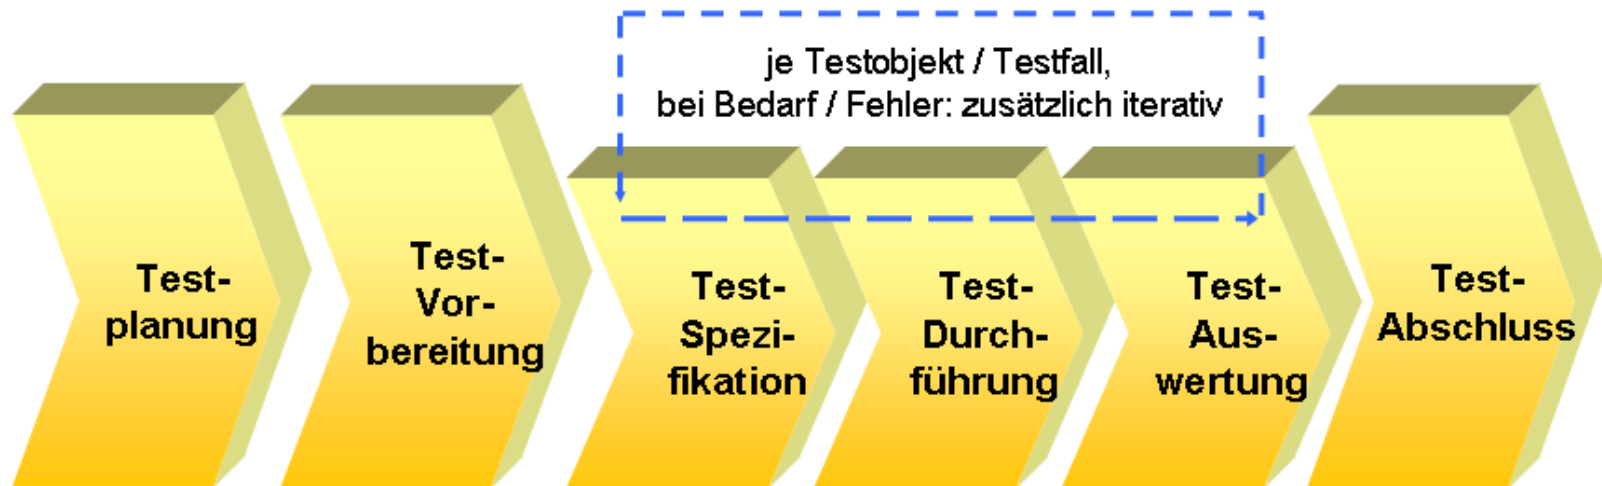 je Testobjekt / Testfall,
bei Bedarf / Fehler: zusätzlich iterativ
Test-
planung
Test-
Vor-
bereitung
Test-
Spezi-
fikation
Test-
Durch-
führung
Test-
Aus-
wertung
Test-
Abschluss